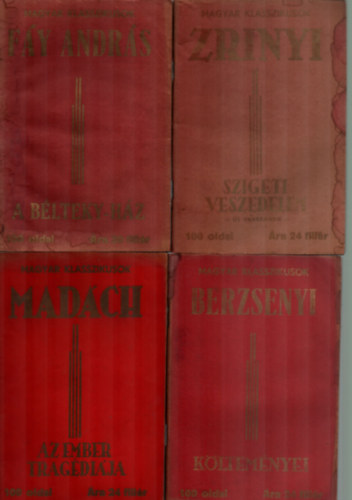 MAGYAR KLASSZIKUSOK
FÁY ANDRÁS
A BÉLTEKY HÁZ
Ára 24 fillér
MAGYAR KLASSZIKUSOK
ZRINYI
SZIGETI
VESZEDELEM
160 oldal Ára 24 fillér
MAGYAR KLASSZIKUSOK
MADÁCH
AZ EMBER
TRAGÉDIÁJA
160 oldal Ára 24 fillér
MAGYAR KLASSZIKUSOK
BERZSENYI
KÖLTEMÉNYEI
160 oldal Ára